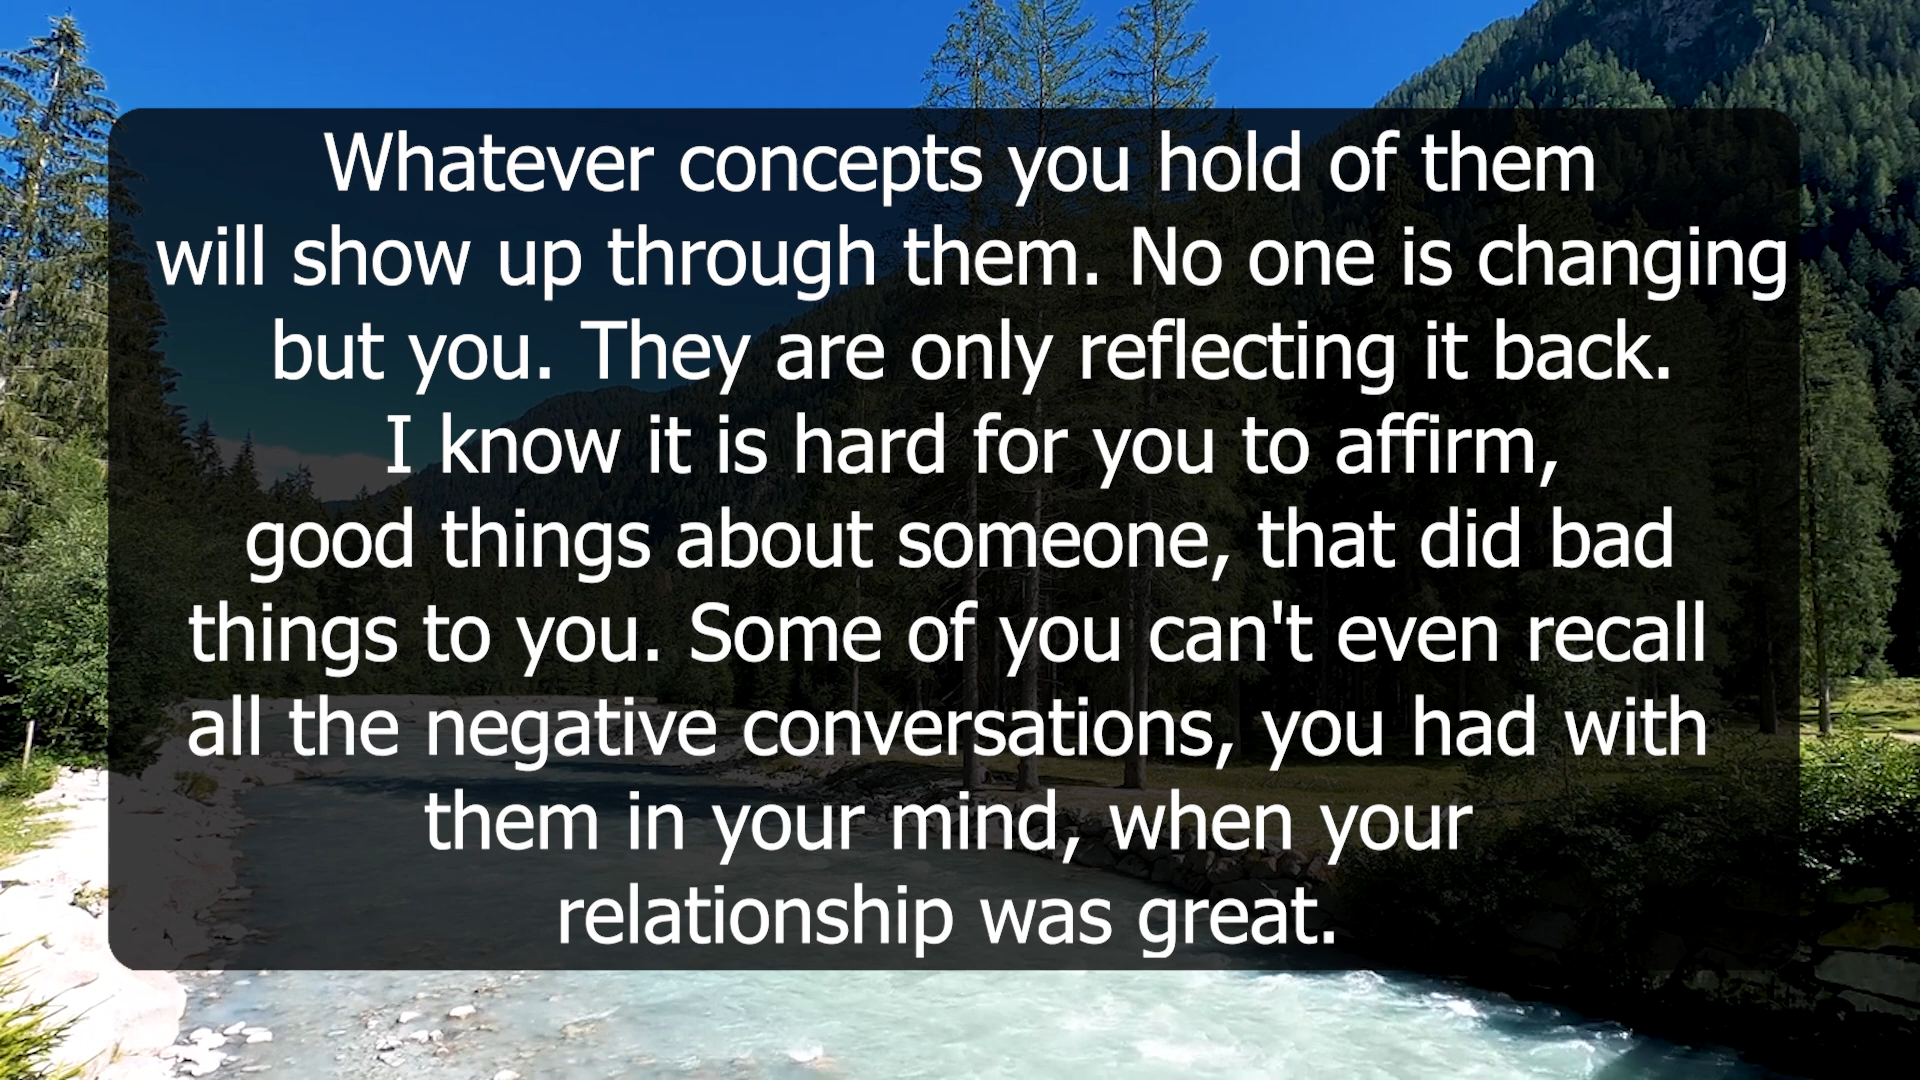 Whatever concepts you hold of them
will show up through them. No one is changing
but you. They are only reflecting it back.
I know it is hard for you to affirm,
good things about someone, that did bad
things to you. Some of you can't even recall
all the negative conversations, you had with
them in your mind, when your
relationship was great.